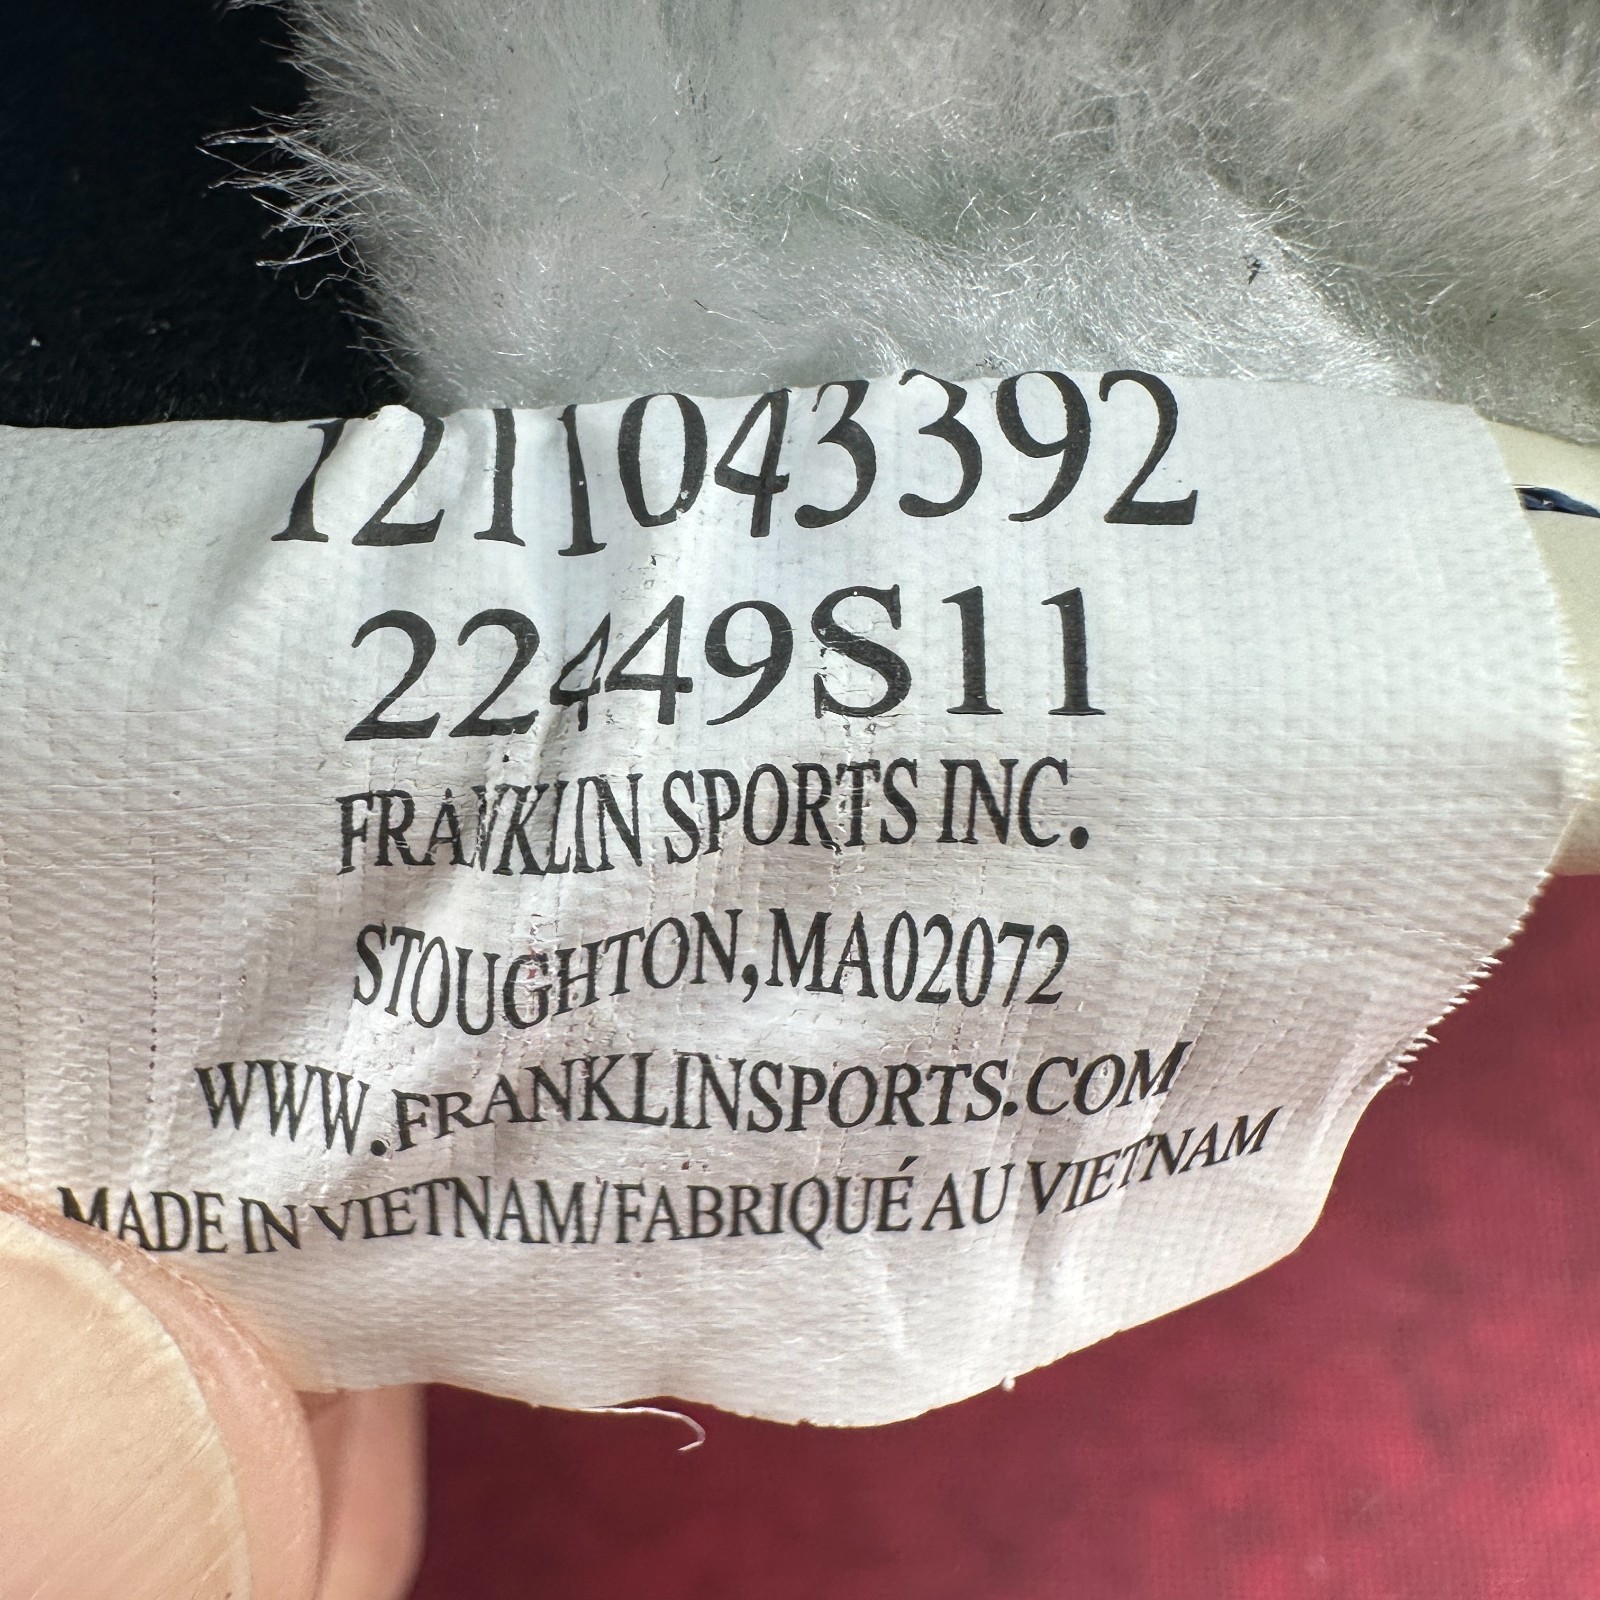 1211043392
22449S11
FRANKLIN SPORTS INC.
STOUGHTON,MA02072
WWW.FRANKLINSPORTS.COM
MADE IN VIETNAM/FABRIQUÉ AU VIETNAM